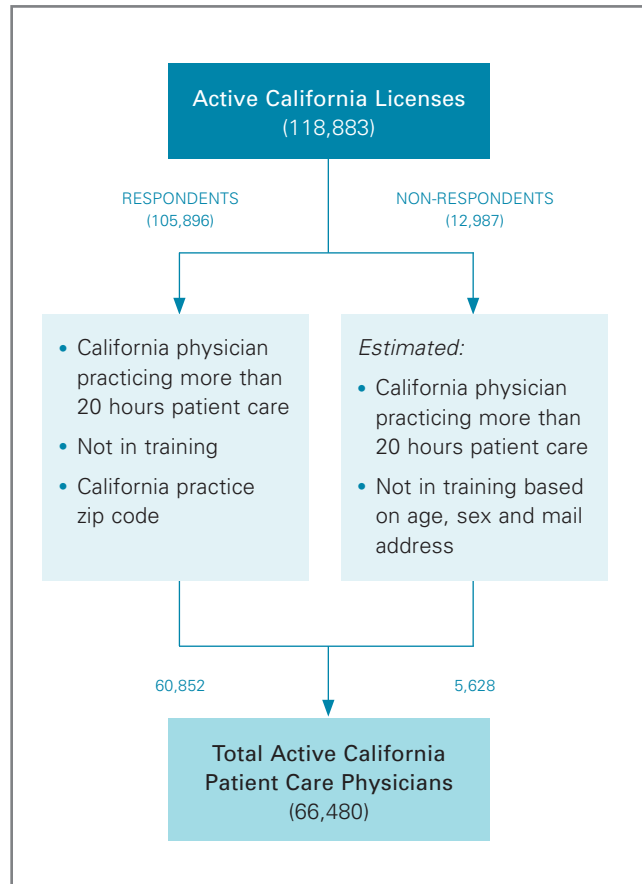 Active California Licenses
(118,883)
RESPONDENTS
(105,896)
NON-RESPONDENTS
(12,987)
• California physician
practicing more than
20 hours patient care
• Not in training
• California practice
zip code
Estimated:
• California physician
practicing more than
20 hours patient care
• Not in training based
on age, sex and mail
address
60,852
5,628
Total Active California
Patient Care Physicians
(66,480)